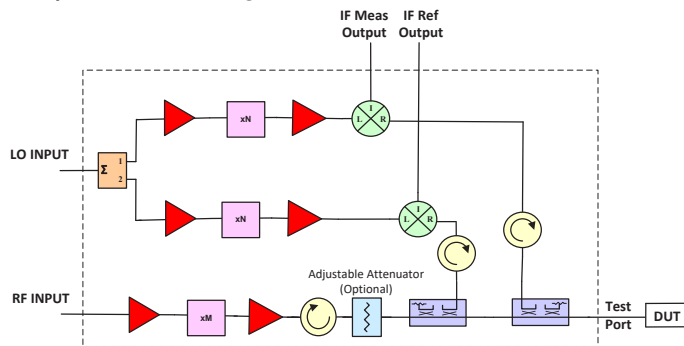 IF Meas
Output
IF Ref
Output
LO INPUT
Σ
1
2
xN
L
I
R
xN
L
I
R
Adjustable Attenuator
(Optional)
RF INPUT
xM
Test
Port
DUT